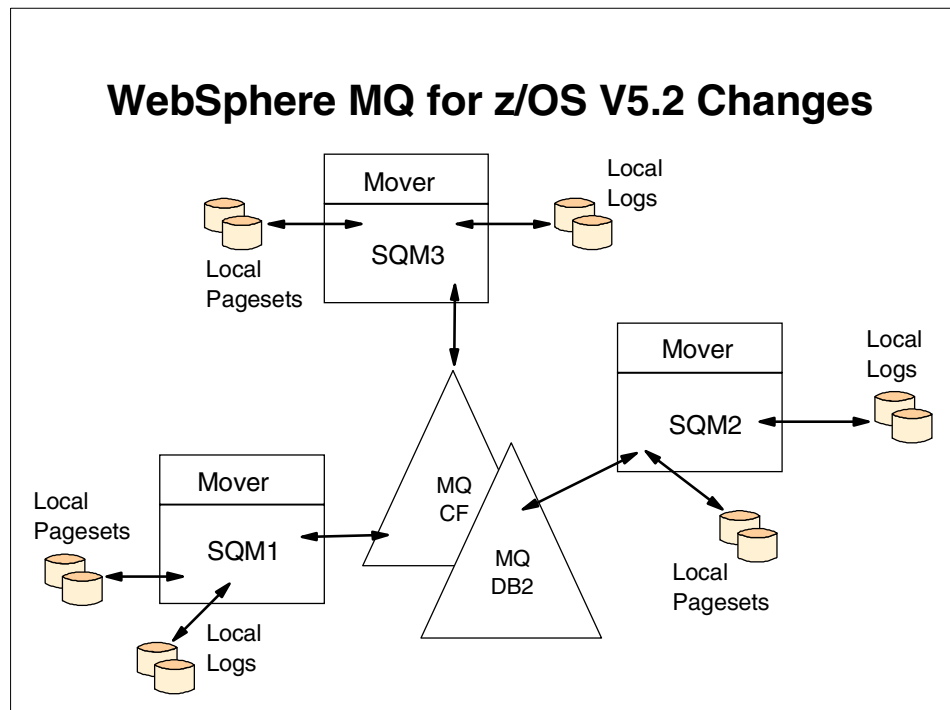 WebSphere MQ for z/OS V5.2 Changes
Mover
SQM3
Local
Pagesets
Local
Logs
Mover
SQM2
Local
Logs
Local
Pagesets
MQ
CF
MQ
DB2
Mover
SQM1
Local
Pagesets
Local
Logs